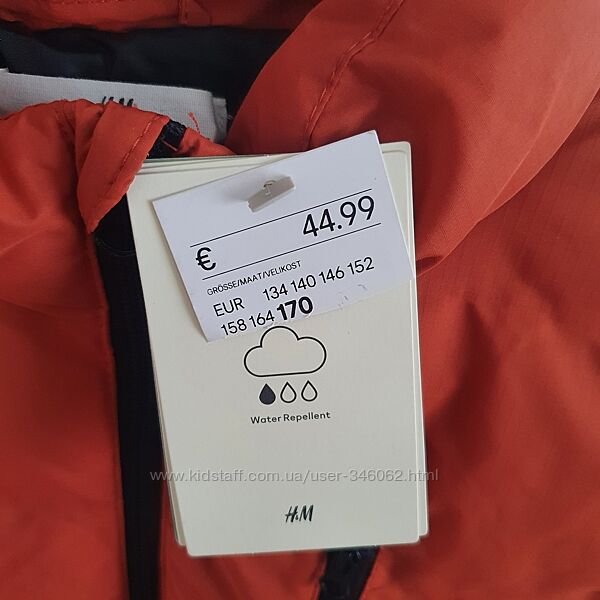 H&M
€ 44.99
GRÖSSE/MAAT/VELIKOST
EUR 134 140 146 152
158 164 170
Water Repellent
www.kidstaff.com.ua/user-346062.html
H&M